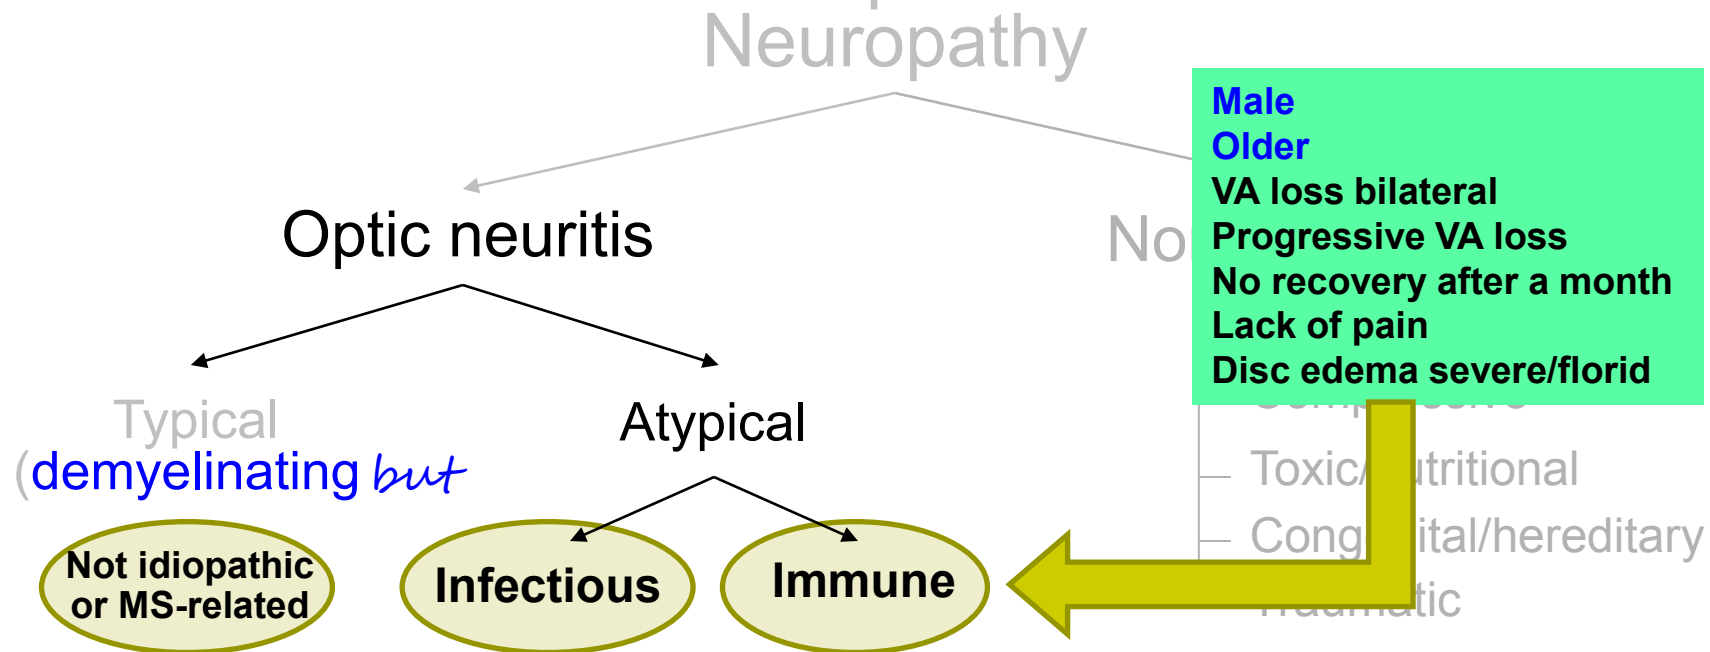 Neuropathy
Male
Older
VA loss bilateral
Progressive VA loss
No recovery after a month
Lack of pain
Disc edema severe/florid
Optic neuritis
Typical
(demyelinating but
Atypical
Not idiopathic
or MS-related
Infectious
Immune